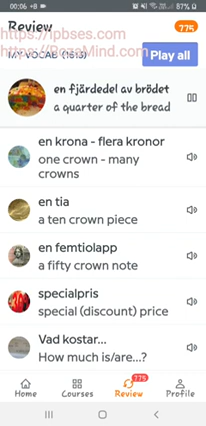 00:06
87%
Review
775
https://lpbses.com
https://RozaMind.com
MY VOCAB (1613)
Play all
en fjärdedel av brödet
a quarter of the bread
en krona - flera kronor
one crown - many
crowns
en tia
a ten crown piece
en femtiolapp
a fifty crown note
specialpris
special (discount) price
Vad kostar...
How much is/are...?
775
Home
Courses
Review
Profile